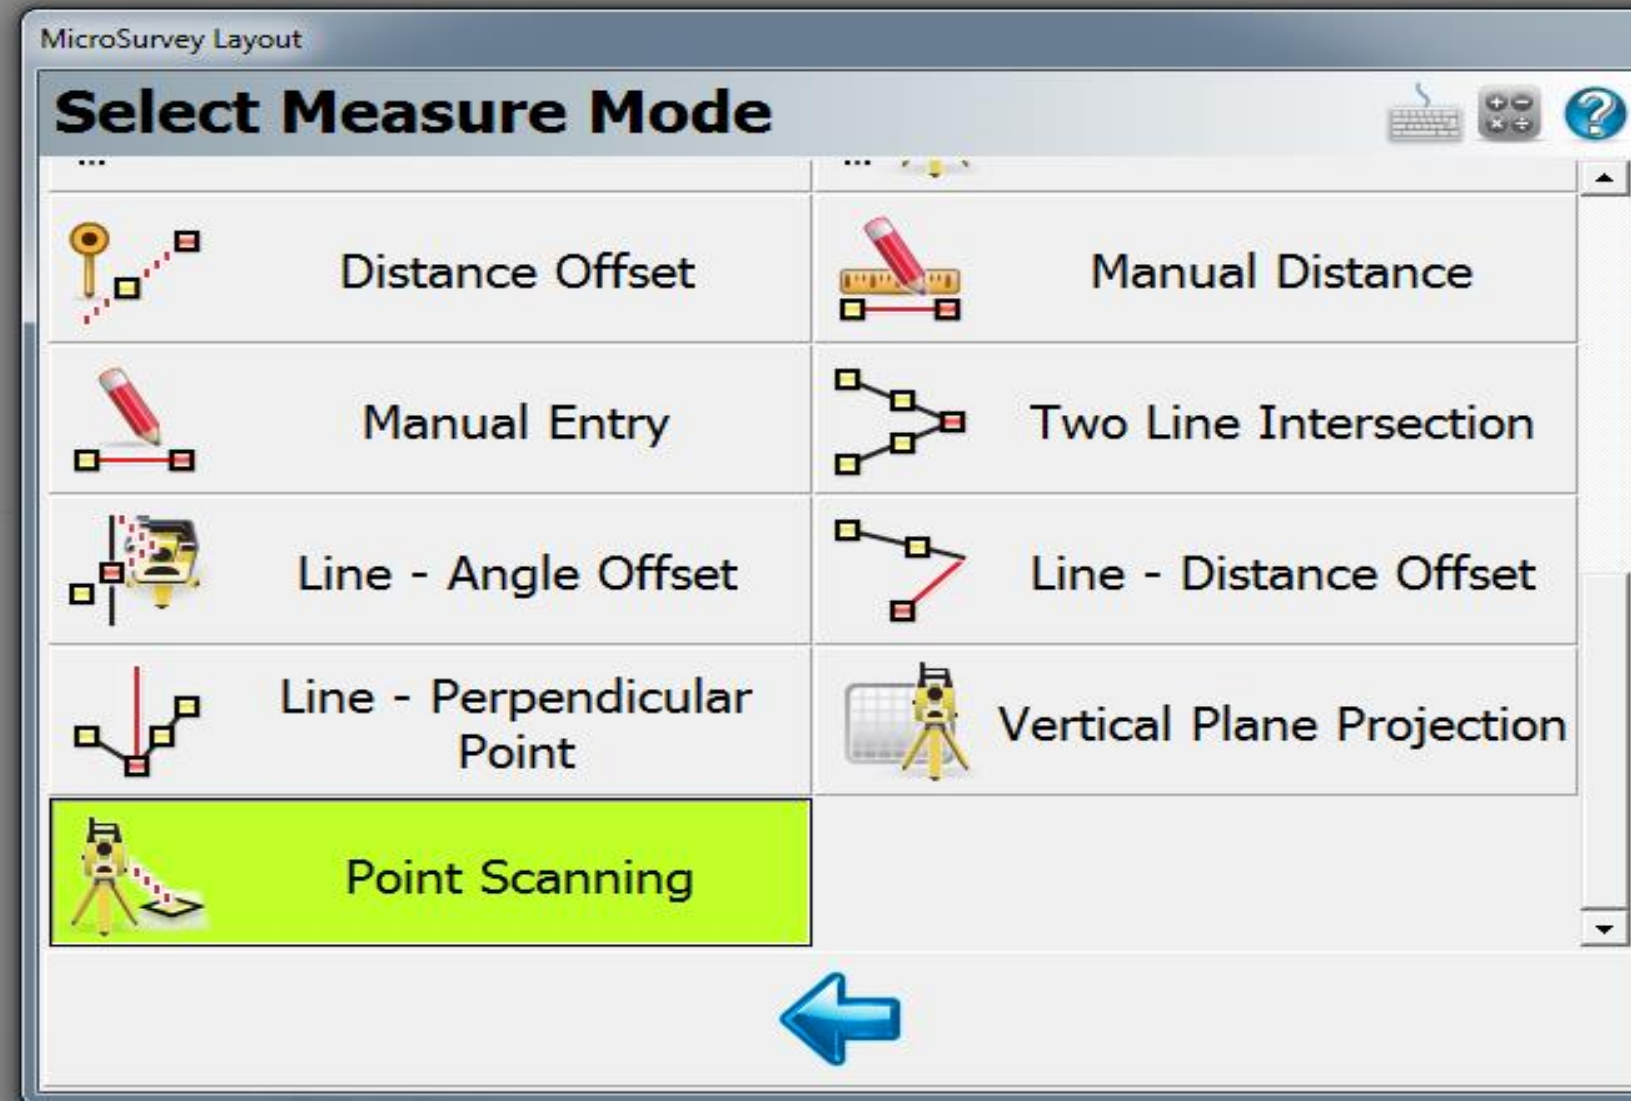 MicroSurvey Layout
Select Measure Mode
... ...
Distance Offset
Manual Distance
Manual Entry
Two Line Intersection
Line - Angle Offset
Line - Distance Offset
Line - Perpendicular
Point
Vertical Plane Projection
Point Scanning